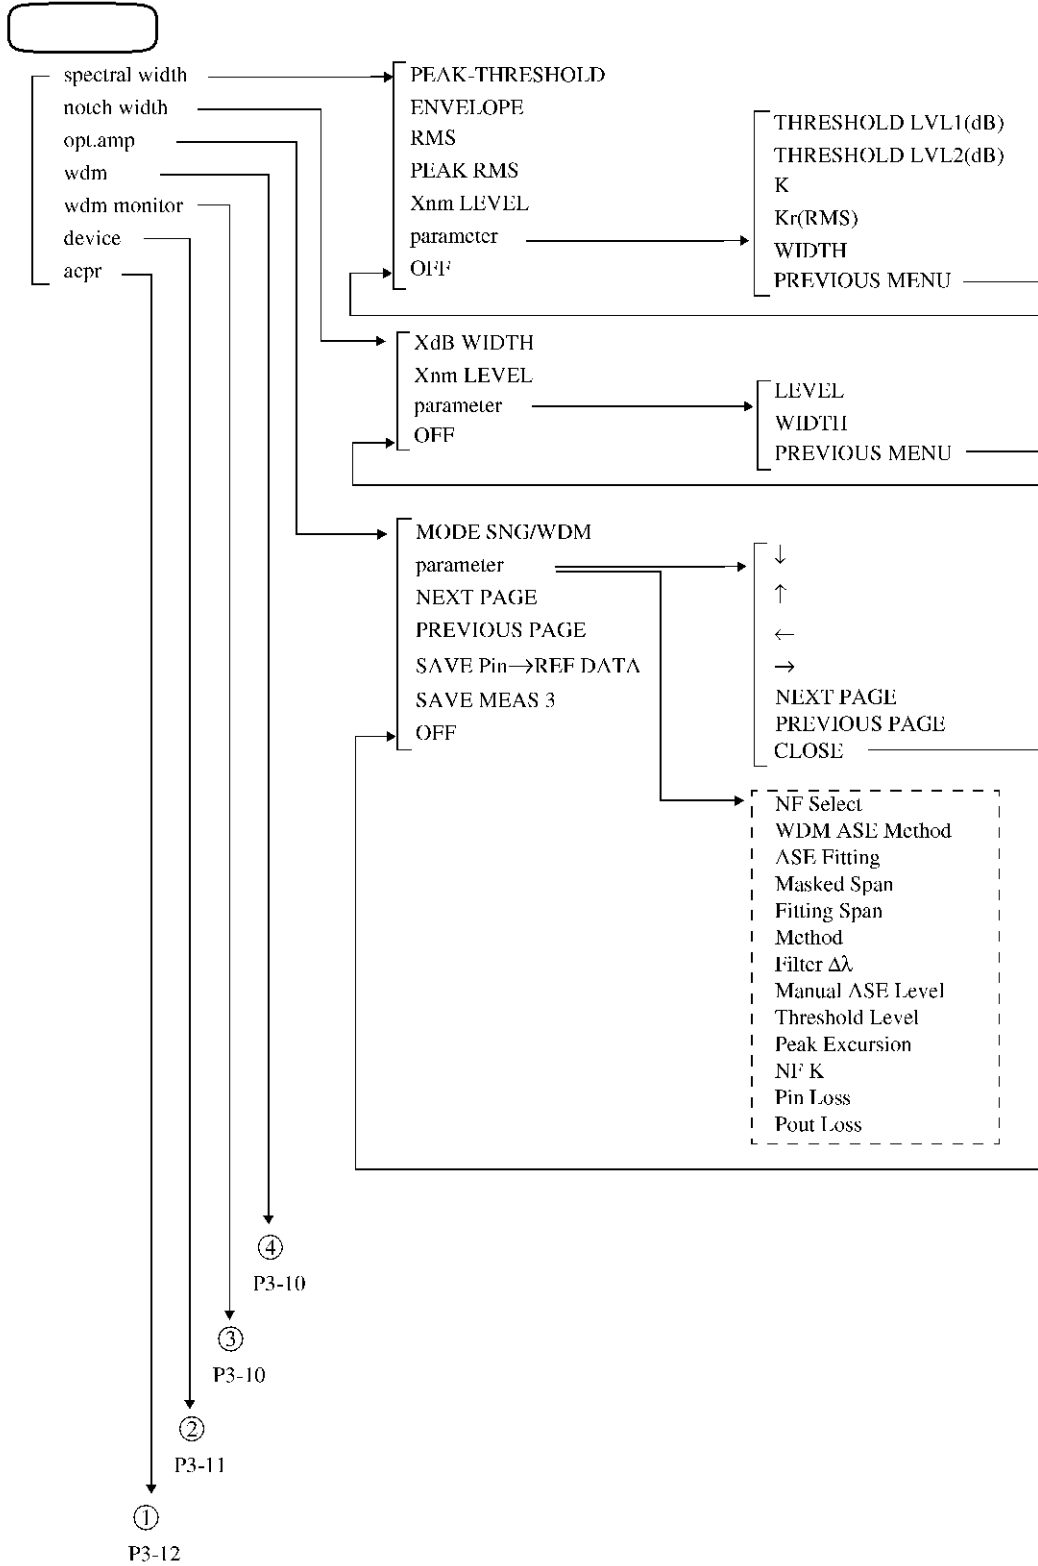 spectral width
notch width
opt.amp
wdm
wdm monitor
device
acpr
PEAK-THRESHOLD
ENVELOPE
RMS
PEAK RMS
Xnm LEVEL
parameter
OFF
THRESHOLD LVL1(dB)
THRESHOLD LVL2(dB)
K
Kr(RMS)
WIDTH
PREVIOUS MENU
XdB WIDTH
Xnm LEVEL
parameter
OFF
LEVEL
WIDTH
PREVIOUS MENU
MODE SNG/WDM
parameter
NEXT PAGE
PREVIOUS PAGE
SAVE Pin→REF DATA
SAVE MEAS 3
OFF
↓
↑
←
→
NEXT PAGE
PREVIOUS PAGE
CLOSE
NF Select
WDM ASE Method
ASE Fitting
Masked Span
Fitting Span
Method
Filter Δλ
Manual ASE Level
Threshold Level
Peak Excursion
NF K
Pin Loss
Pout Loss
④
P3-10
③
P3-10
②
P3-11
①
P3-12